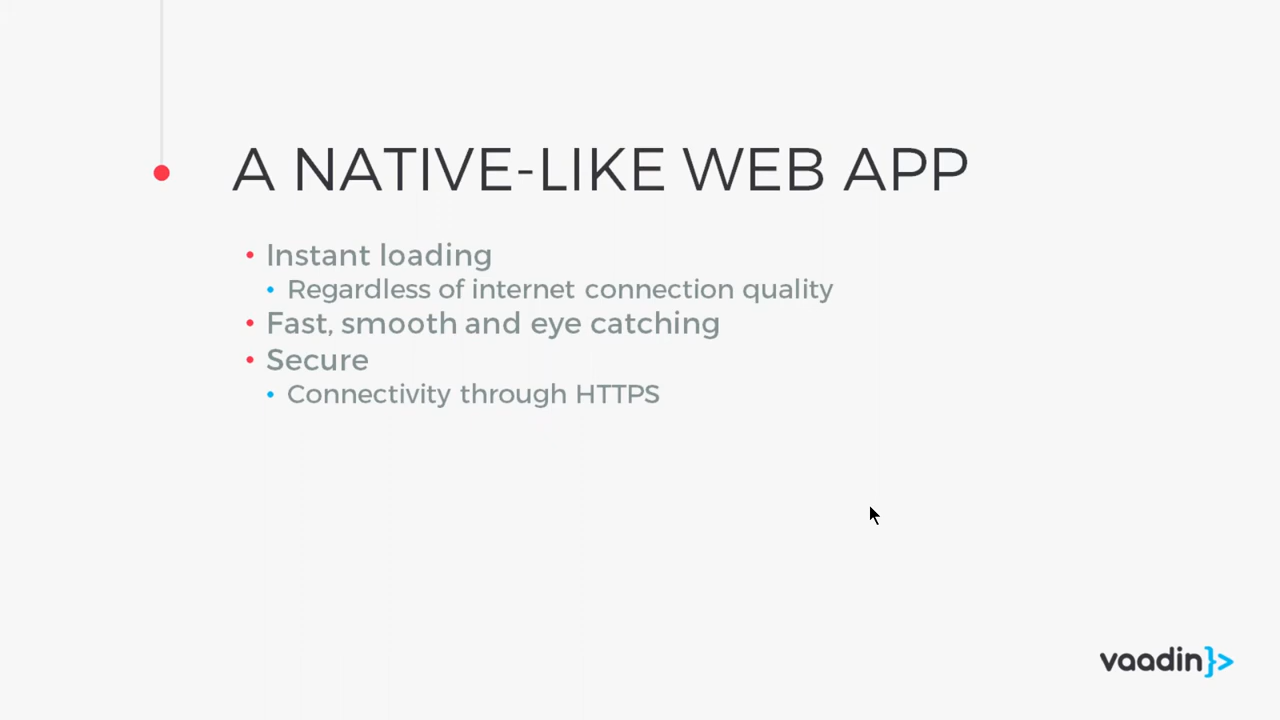 A NATIVE-LIKE WEB APP
• Instant loading
• Regardless of internet connection quality
• Fast, smooth and eye catching
• Secure
• Connectivity through HTTPS
vaadin}>